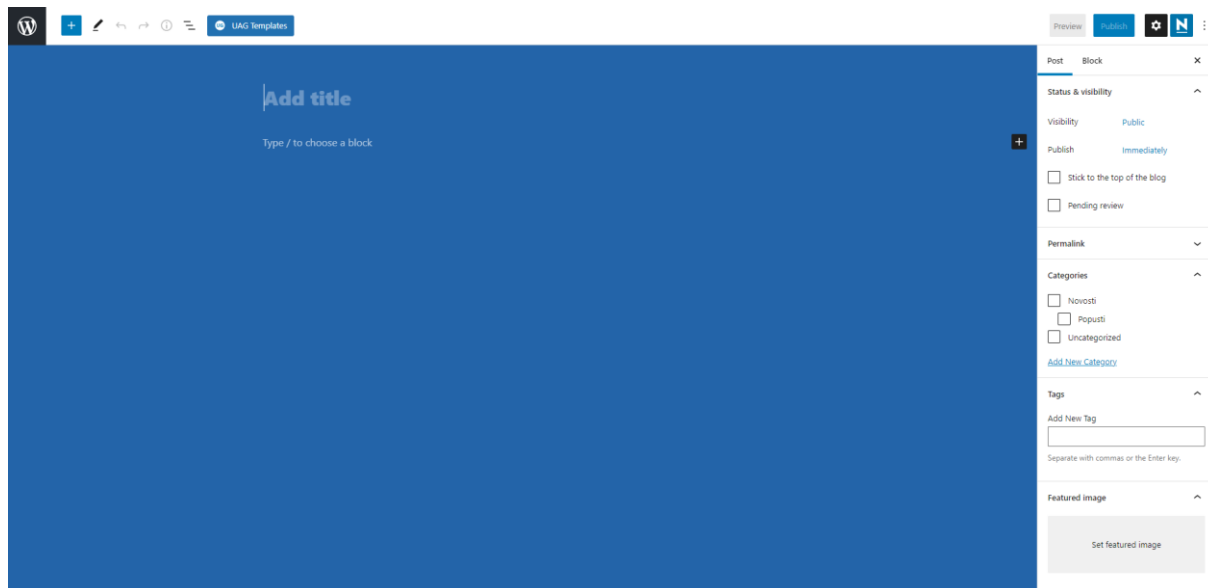 UAG Templates
Preview
Publish
Add title
Type / to choose a block
Post
Block
Status & visibility
Visibility
Public
Publish
Immediately
Stick to the top of the blog
Pending review
Permalink
Categories
Novosti
Popusti
Uncategorized
Add New Category
Tags
Add New Tag
Separate with commas or the Enter key.
Featured image
Set featured image